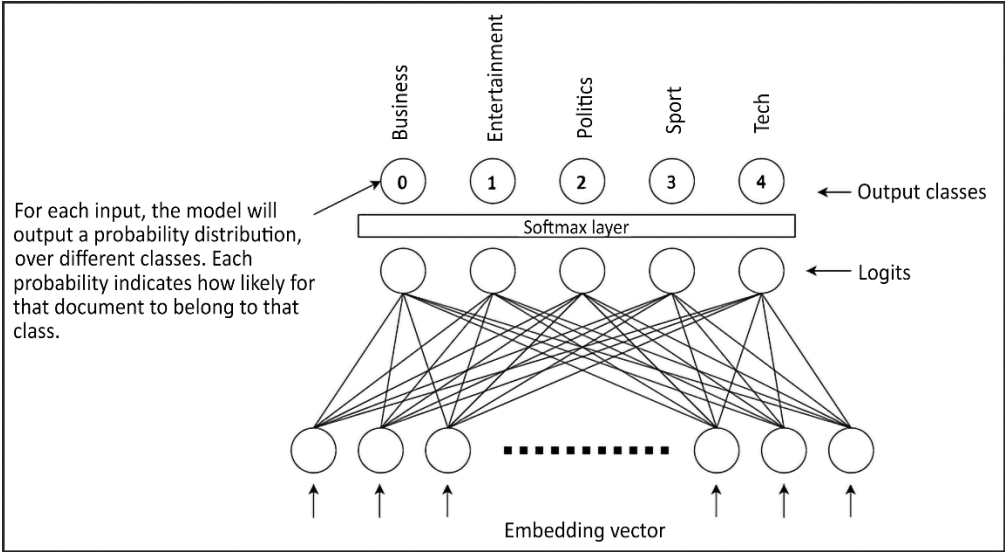 Business
Entertainment
Politics
Sport
Tech
0
1
2
3
4
Output classes
For each input, the model will
output a probability distribution,
over different classes. Each
probability indicates how likely for
that document to belong to that
class.
Softmax layer
Logits
Embedding vector